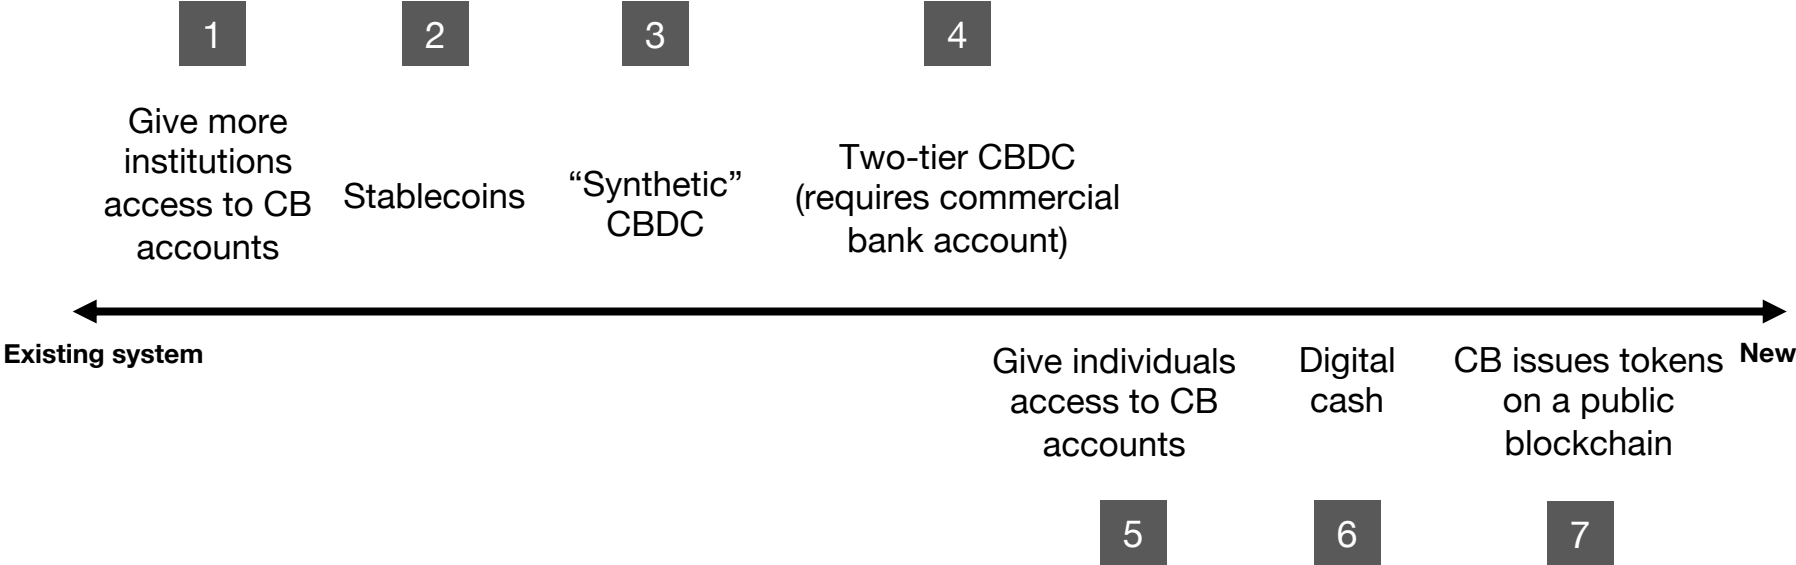 1
2
3
4
Give more
institutions
access to CB
accounts
Stablecoins
“Synthetic”
CBDC
Two-tier CBDC
(requires commercial
bank account)
Existing system
New
Give individuals
access to CB
accounts
Digital
cash
CB issues tokens
on a public
blockchain
5
6
7